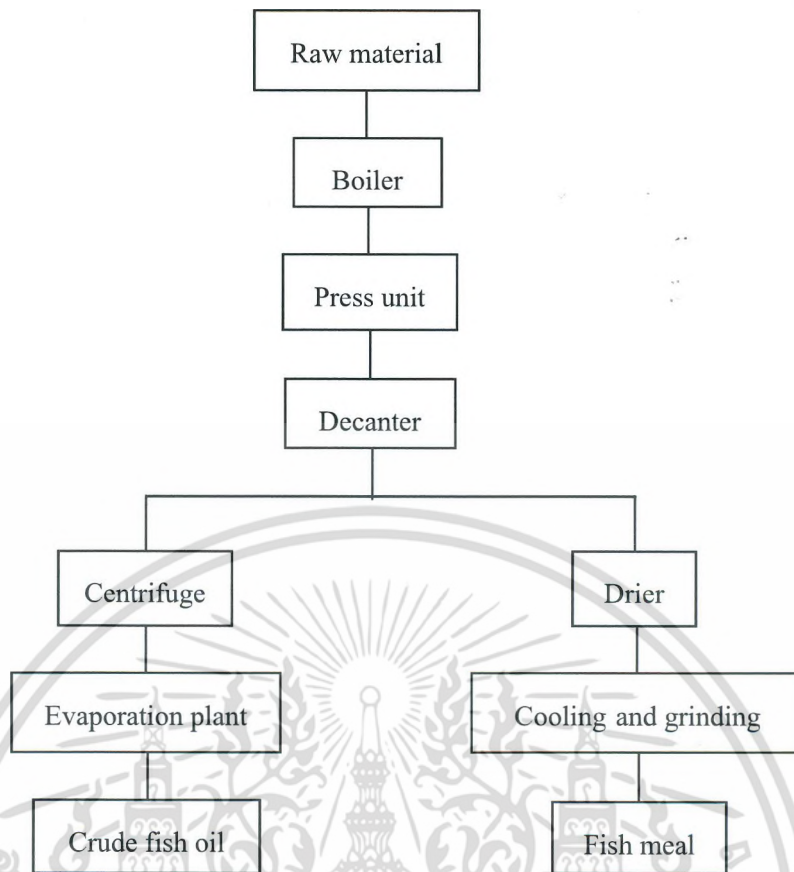 Raw material
Boiler
Press unit
Decanter
Centrifuge
Drier
Evaporation plant
Cooling and grinding
Crude fish oil
Fish meal